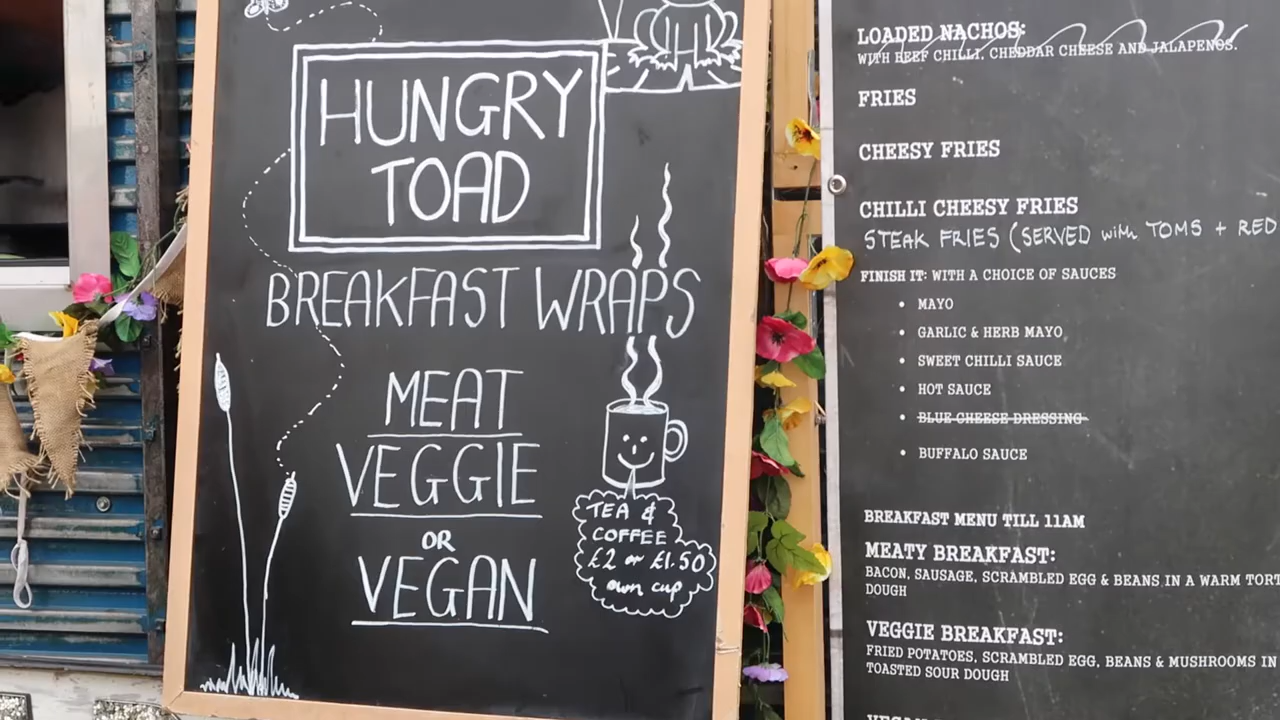 HUNGRY
TOAD
BREAKFAST WRAPS
MEAT
VEGGIE
OR
VEGAN
TEA &
COFFEE
£2 or £1.50
own cup
LOADED NACHOS:
WITH BEEF CHILLI, CHEDDAR CHEESE AND JALAPENOS.
FRIES
CHEESY FRIES
CHILLI CHEESY FRIES
STEAK FRIES (SERVED with TOMS + RED
FINISH IT: WITH A CHOICE OF SAUCES
• MAYO
• GARLIC & HERB MAYO
• SWEET CHILLI SAUCE
• HOT SAUCE
• BLUE CHEESE DRESSING
• BUFFALO SAUCE
BREAKFAST MENU TILL 11AM
MEATY BREAKFAST:
BACON, SAUSAGE, SCRAMBLED EGG & BEANS IN A WARM TORT
DOUGH
VEGGIE BREAKFAST:
FRIED POTATOES, SCRAMBLED EGG, BEANS & MUSHROOMS IN
TOASTED SOUR DOUGH